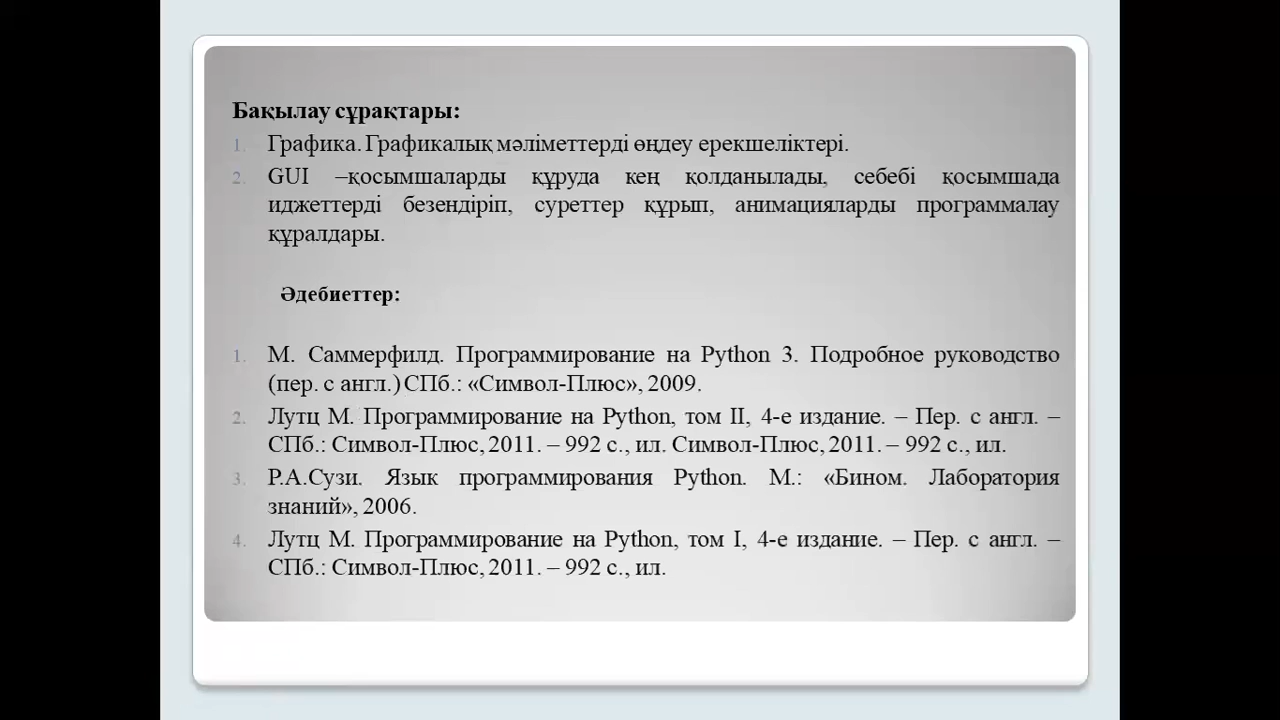 Бақылау сұрақтары:
1. Графика. Графикалық мәліметтерді өңдеу ерекшеліктері.
2. GUI –қосымшаларды құруда кең қолданылады, себебі қосымшада
иджеттерді безендіріп, суреттер құрып, анимацияларды программалау
құралдары.
Әдебиеттер:
1. М. Саммерфилд. Программирование на Python 3. Подробное руководство
(пер. с англ.) СПб.: «Символ-Плюс», 2009.
2. Лутц М. Программирование на Python, том II, 4-е издание. – Пер. с англ. –
СПб.: Символ-Плюс, 2011. – 992 с., ил. Символ-Плюс, 2011. – 992 с., ил.
3. Р.А.Сузи. Язык программирования Python. М.: «Бином. Лаборатория
знаний», 2006.
4. Лутц М. Программирование на Python, том I, 4-е издание. – Пер. с англ. –
СПб.: Символ-Плюс, 2011. – 992 с., ил.